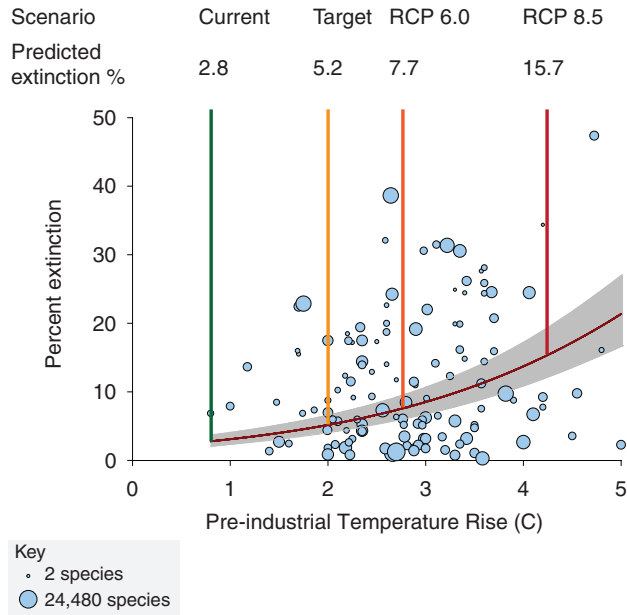 Scenario Current Target RCP 6.0 RCP 8.5
Predicted
extinction % 2.8 5.2 7.7 15.7
50
40
30
20
10
0
Percent extinction
0 1 2 3 4 5
Pre-industrial Temperature Rise (C)
Key
2 species
24,480 species